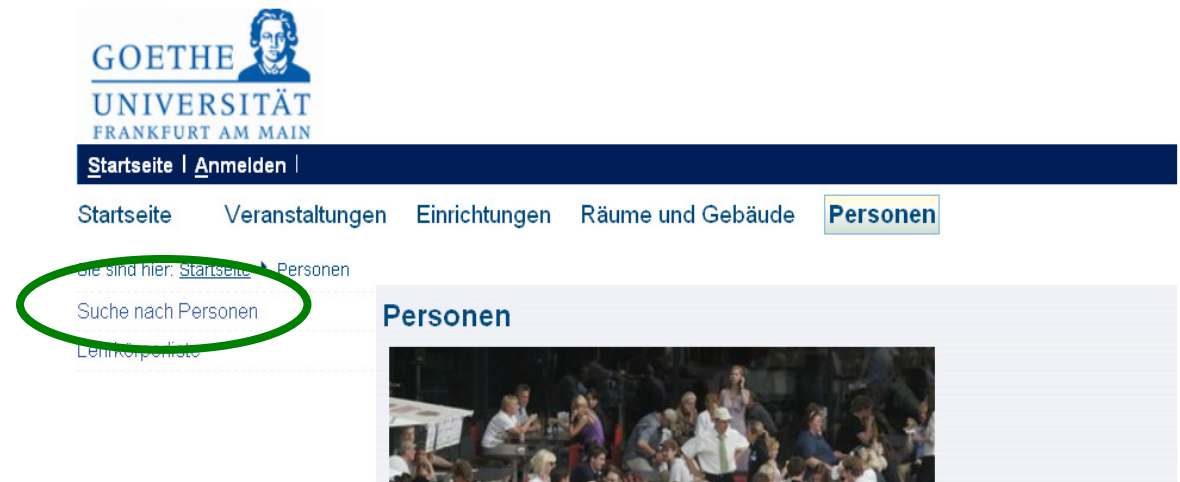 GOETHE
UNIVERSITÄT
FRANKFURT AM MAIN
Startseite | Anmelden |
Startseite Veranstaltungen Einrichtungen Räume und Gebäude Personen
Sie sind hier: Startseite Personen
Suche nach Personen
Lehrkörperliste
Personen